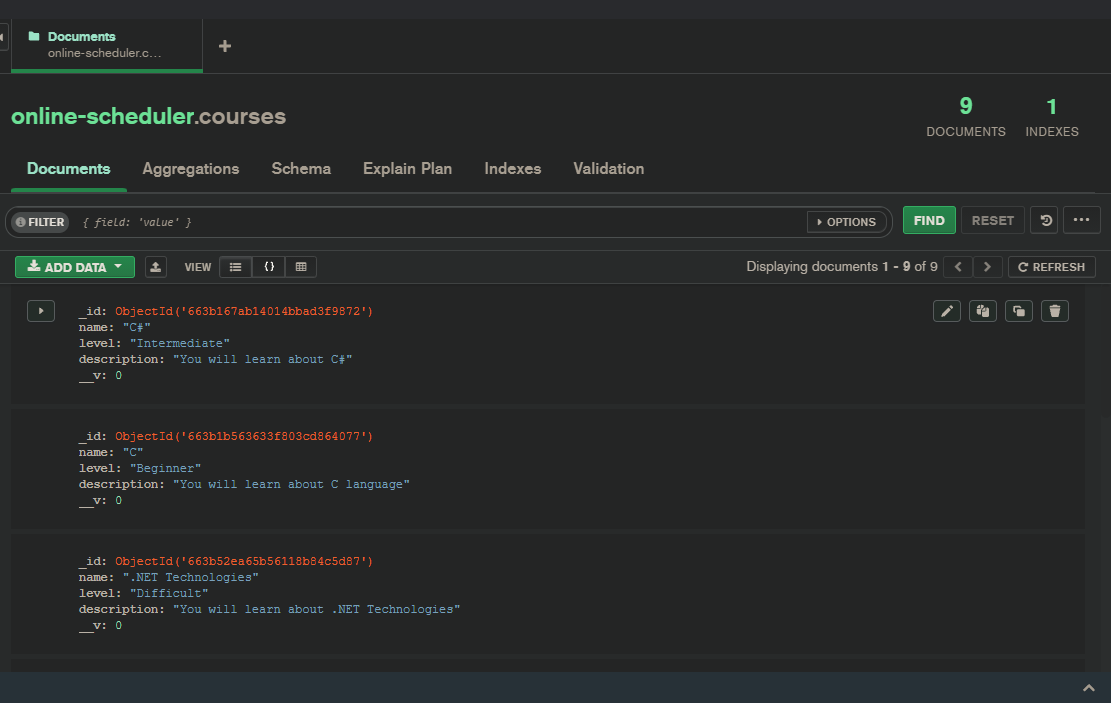 Documents
online-scheduler.c...
online-scheduler.courses
9
DOCUMENTS
1
INDEXES
Documents
Aggregations
Schema
Explain Plan
Indexes
Validation
FILTER
{ field: 'value' }
OPTIONS
FIND
RESET
ADD DATA
VIEW
Displaying documents 1 - 9 of 9
REFRESH
_id: ObjectId('663b167ab14014bbad3f9872')
name: "C#"
level: "Intermediate"
description: "You will learn about C#"
__v: 0
_id: ObjectId('663b1b563633f803cd864077')
name: "C"
level: "Beginner"
description: "You will learn about C language"
__v: 0
_id: ObjectId('663b52ea65b56118b84c5d87')
name: ".NET Technologies"
level: "Difficult"
description: "You will learn about .NET Technologies"
__v: 0